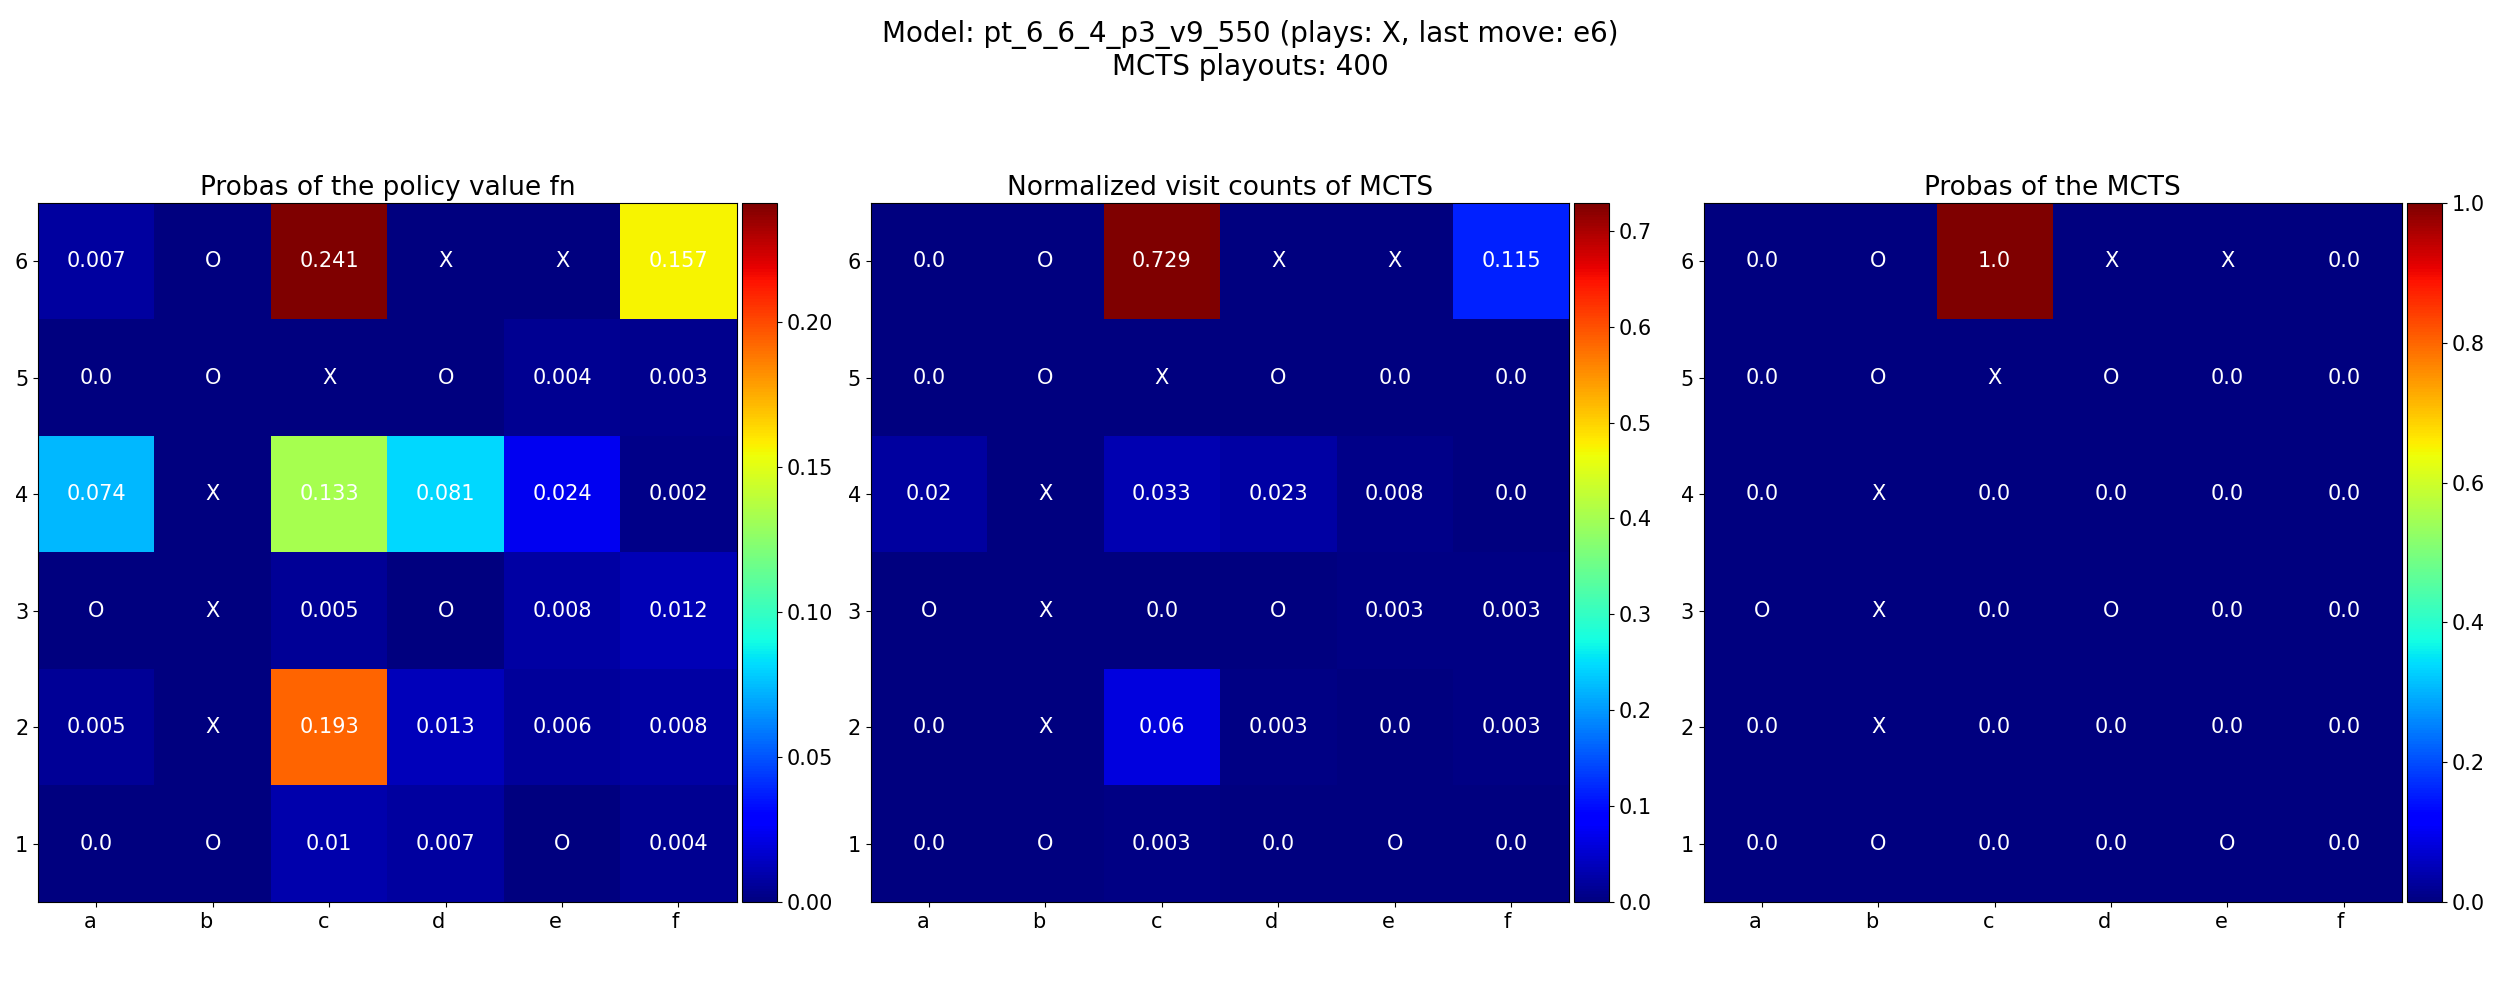 Model: pt_6_6_4_p3_v9_550 (plays: X, last move: e6)
MCTS playouts: 400
Probas of the policy value fn
6 0.007 O 0.241 X X 0.157
5 0.0 O X O 0.004 0.003
4 0.074 X 0.133 0.081 0.024 0.002
3 O X 0.005 O 0.008 0.012
2 0.005 X 0.193 0.013 0.006 0.008
1 0.0 O 0.01 0.007 O 0.004
a b c d e f
0.20
0.15
0.10
0.05
0.00
Normalized visit counts of MCTS
6 0.0 O 0.729 X X 0.115
5 0.0 O X O 0.0 0.0
4 0.02 X 0.033 0.023 0.008 0.0
3 O X 0.0 O 0.003 0.003
2 0.0 X 0.06 0.003 0.0 0.003
1 0.0 O 0.003 0.0 O 0.0
a b c d e f
0.7
0.6
0.5
0.4
0.3
0.2
0.1
0.0
Probas of the MCTS
6 0.0 O 1.0 X X 0.0
5 0.0 O X O 0.0 0.0
4 0.0 X 0.0 0.0 0.0 0.0
3 O X 0.0 O 0.0 0.0
2 0.0 X 0.0 0.0 0.0 0.0
1 0.0 O 0.0 0.0 O 0.0
a b c d e f
1.0
0.8
0.6
0.4
0.2
0.0